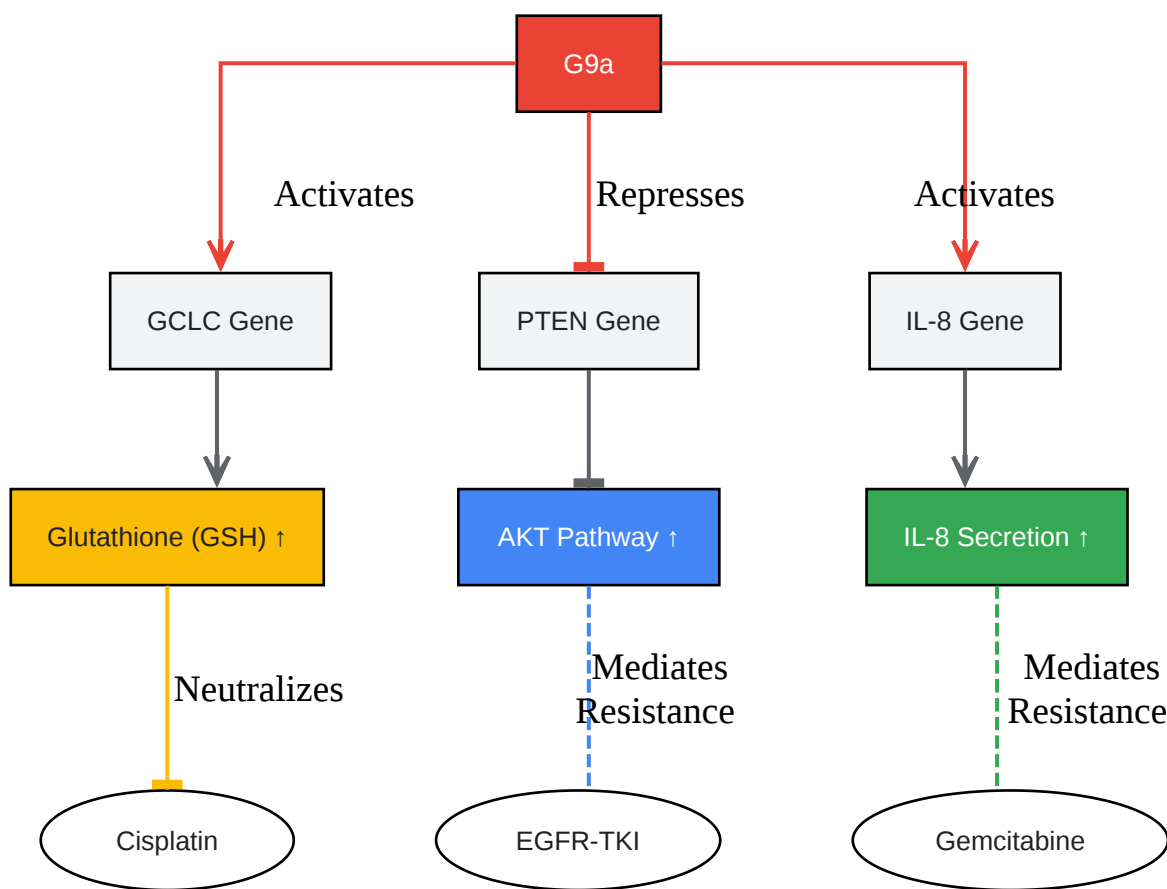 G9a
Activates
Represses
Activates
GCLC Gene
PTEN Gene
IL-8 Gene
Glutathione (GSH) ↑
AKT Pathway ↑
IL-8 Secretion ↑
Neutralizes
Mediates
Resistance
Mediates
Resistance
Cisplatin
EGFR-TKI
Gemcitabine